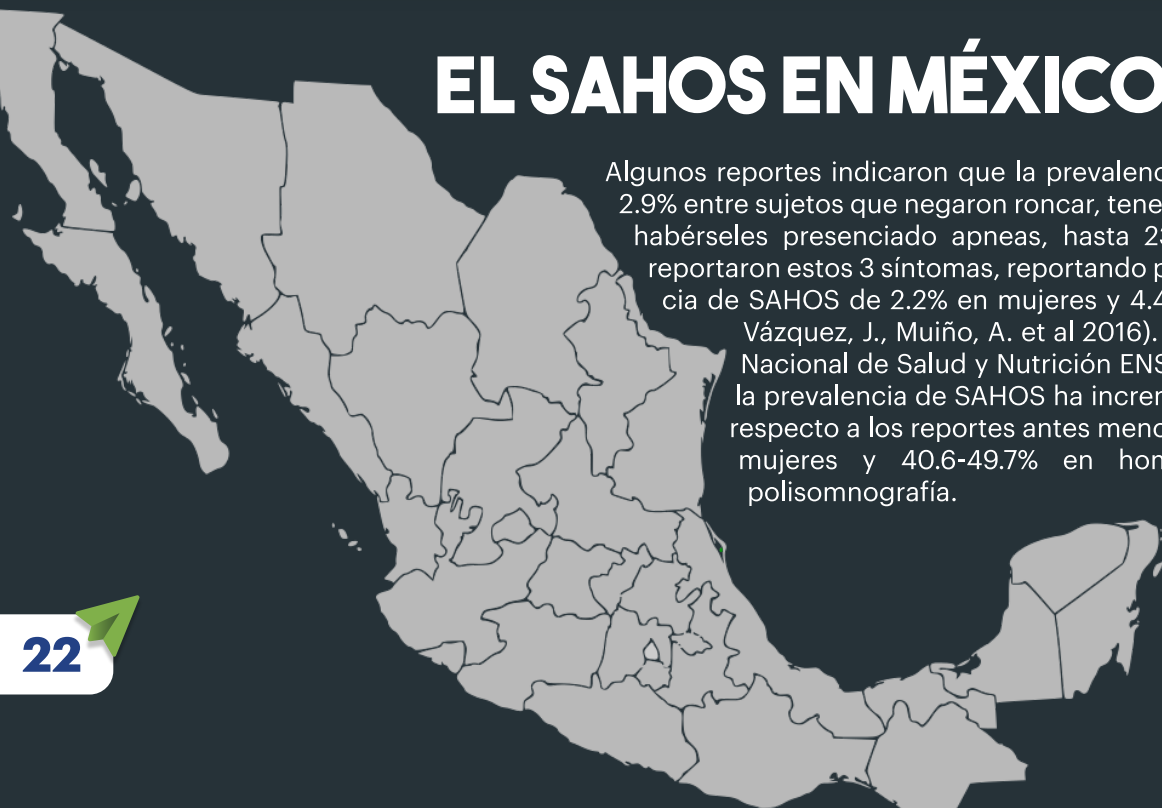 EL SAHOS EN MÉXICO
Algunos reportes indicaron que la
2.9% entre sujetos que negaron roncar,
habérseles presenciado apneas, hasta
reportaron estos 3 síntomas, reportando
cia de SAHOS de 2.2% en mujeres y
Vázquez, J., Muiño, A. et al 2016).
Nacional de Salud y Nutrición
la prevalencia de SAHOS ha
respecto a los reportes antes
mujeres y 40.6-49.7% en
polisomnografía.
22